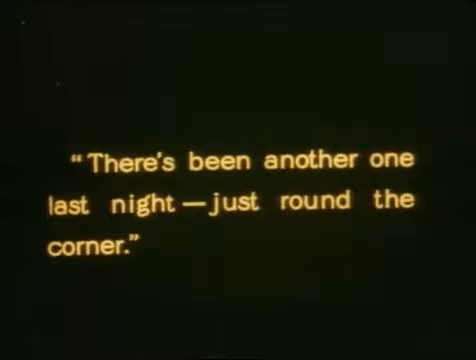 “There's been another one
last night — just round the
corner.”